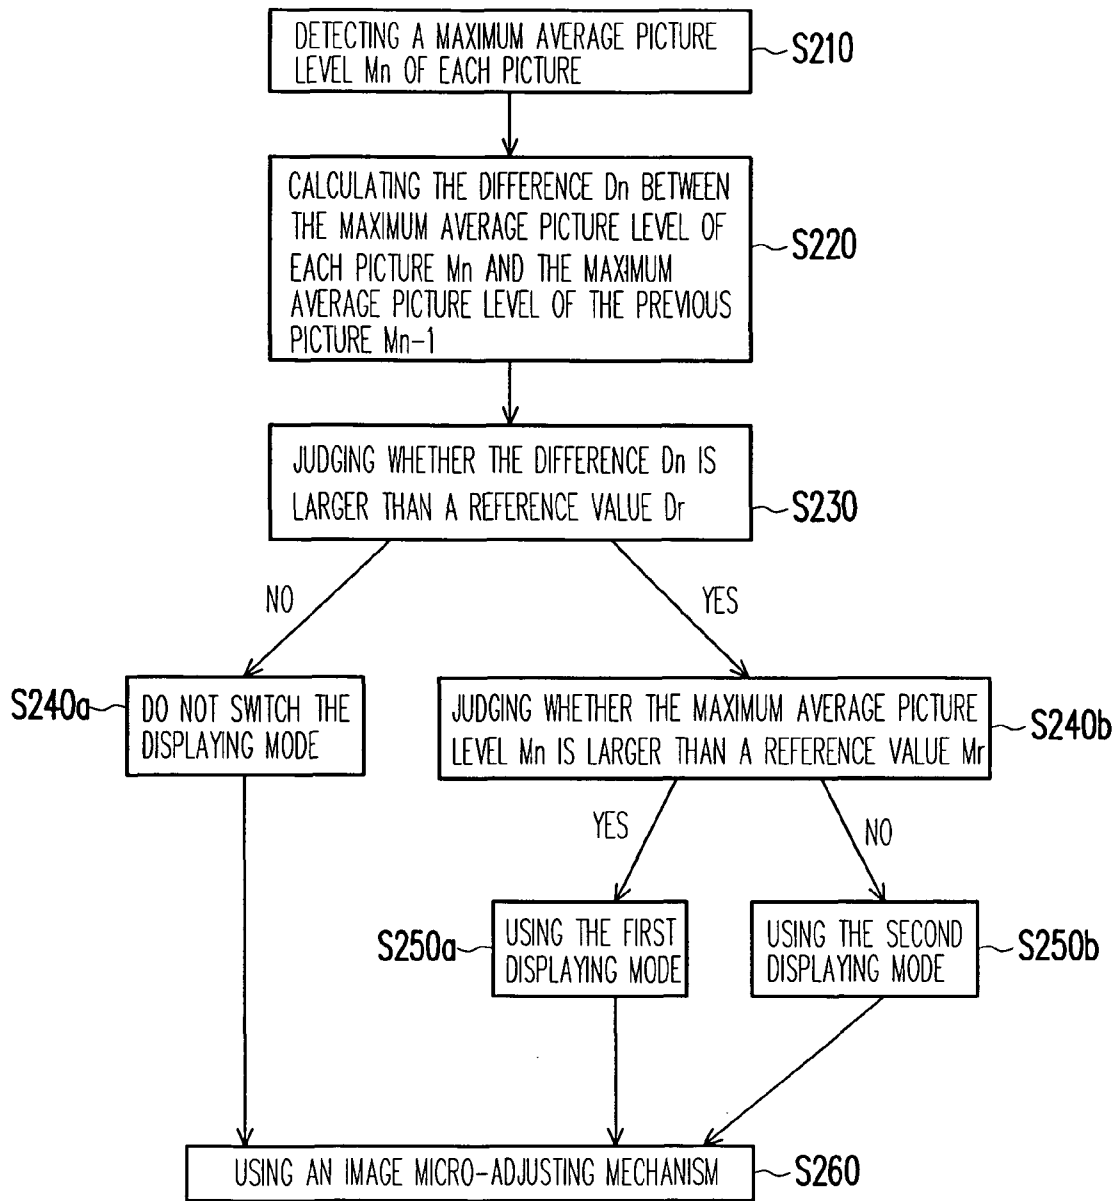 DETECTING A MAXIMUM AVERAGE PICTURE
LEVEL Mn OF EACH PICTURE
S210
CALCULATING THE DIFFERENCE Dn BETWEEN
THE MAXIMUM AVERAGE PICTURE LEVEL OF
EACH PICTURE Mn AND THE MAXIMUM
AVERAGE PICTURE LEVEL OF THE PREVIOUS
PICTURE Mn-1
S220
JUDGING WHETHER THE DIFFERENCE Dn IS
LARGER THAN A REFERENCE VALUE Dr
S230
NO
YES
S240a
DO NOT SWITCH THE
DISPLAYING MODE
JUDGING WHETHER THE MAXIMUM AVERAGE PICTURE
LEVEL Mn IS LARGER THAN A REFERENCE VALUE Mr
S240b
YES
NO
S250a
USING THE FIRST
DISPLAYING MODE
USING THE SECOND
DISPLAYING MODE
S250b
USING AN IMAGE MICRO-ADJUSTING MECHANISM
S260